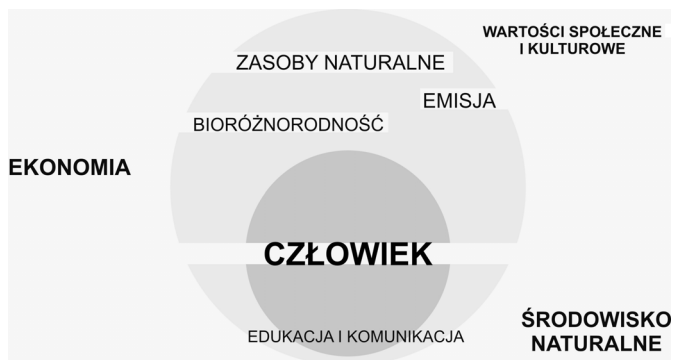 WARTOŚCI SPOŁECZNE
I KULTUROWE
ZASOBY NATURALNE
EMISJA
BIORÓŻNORODNOŚĆ
EKONOMIA
CZŁOWIEK
ŚRODOWISKO
NATURALNE
EDUKACJA I KOMUNIKACJA